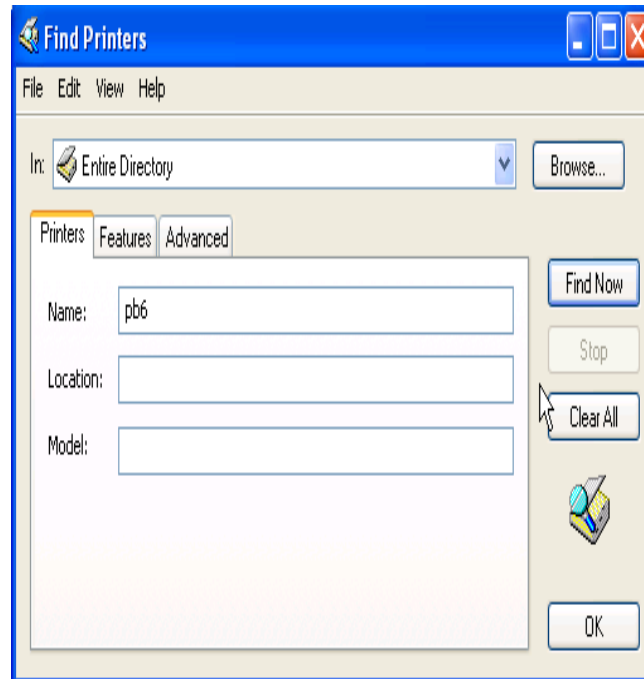 Find Printers
File Edit View Help
In: Entire Directory
Browse...
Printers Features Advanced
Find Now
Name: pb6
Stop
Location:
Clear All
Model:
OK